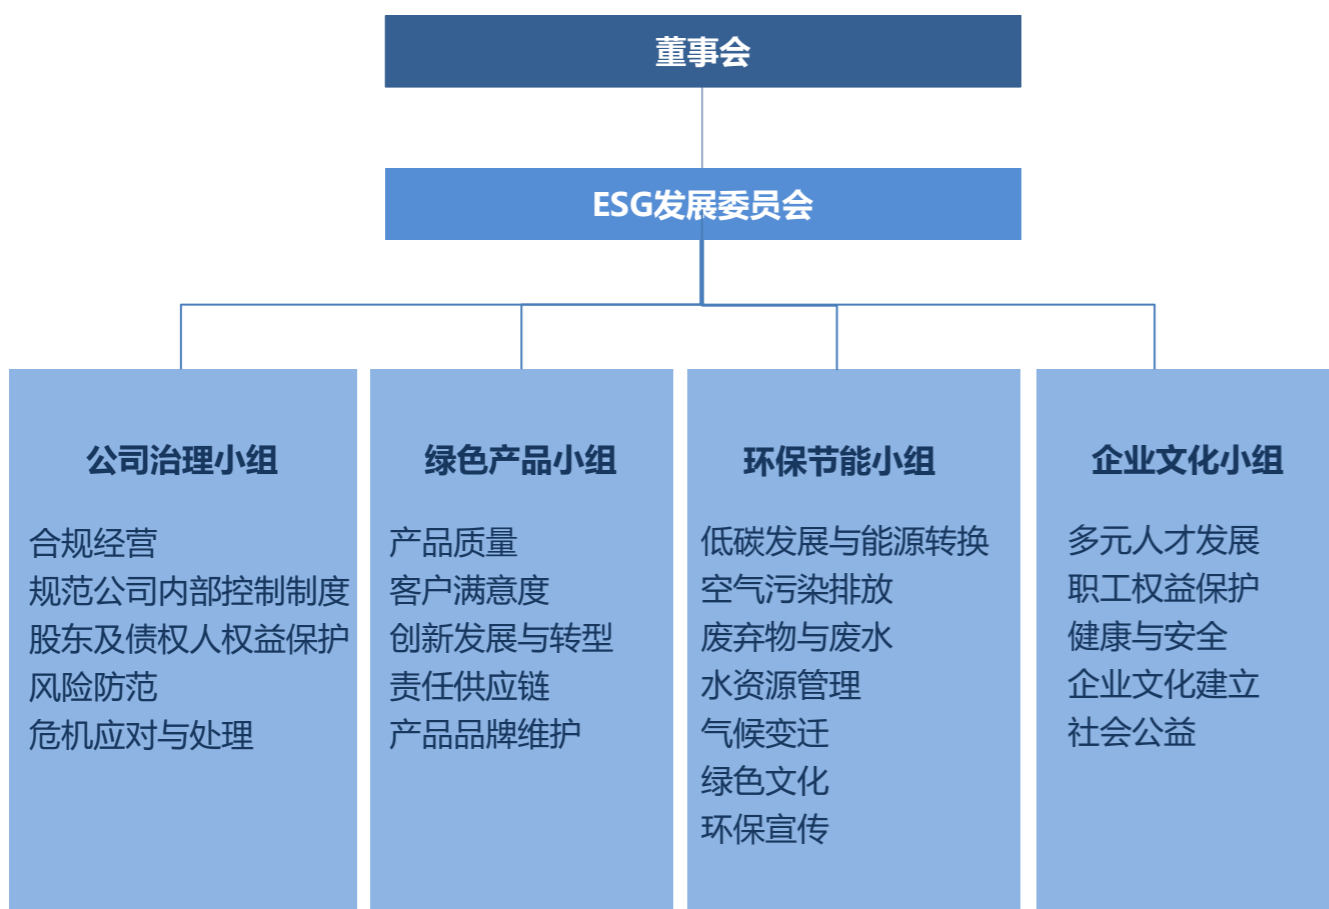 董事会
ESG发展委员会
公司治理小组
合规经营
规范公司内部控制制度
股东及债权人权益保护
风险防范
危机应对与处理
绿色产品小组
产品质量
客户满意度
创新发展与转型
责任供应链
产品品牌维护
环保节能小组
低碳发展与能源转换
空气污染排放
废弃物与废水
水资源管理
气候变迁
绿色文化
环保宣传
企业文化小组
多元人才发展
职工权益保护
健康与安全
企业文化建立
社会公益